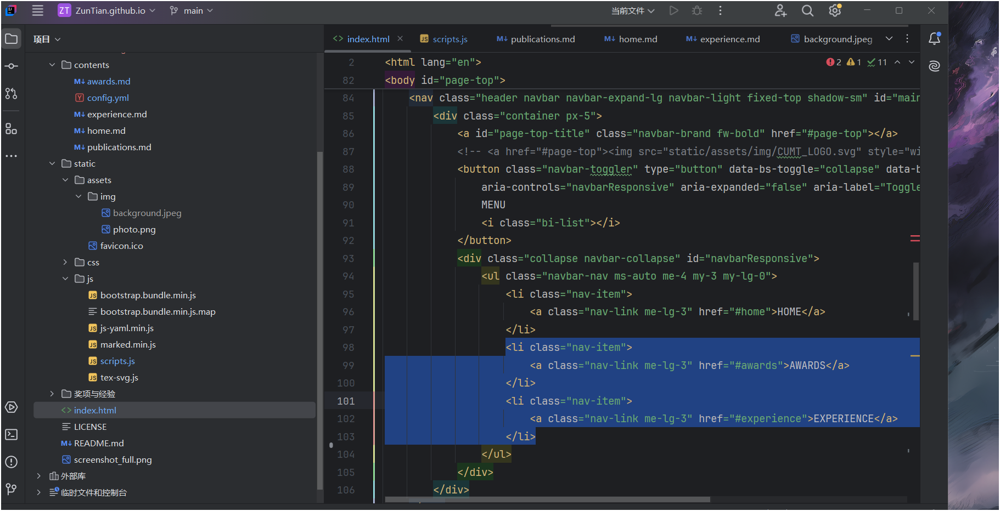 ZT ZunTian.github.io main 当前文件
项目
index.html scripts.js publications.md home.md experience.md background.jpeg
contents
awards.md
config.yml
experience.md
home.md
publications.md
static
assets
img
background.jpeg
photo.png
favicon.ico
css
js
bootstrap.bundle.min.js
bootstrap.bundle.min.js.map
js-yaml.min.js
marked.min.js
scripts.js
tex-svg.js
奖项与经验
index.html
LICENSE
README.md
screenshot_full.png
外部库
临时文件和控制台
2 <html lang="en"> 2 1 11
82 <body id="page-top">
84 <nav class="header navbar navbar-expand-lg navbar-light fixed-top shadow-sm" id="main
85 <div class="container px-5">
86 <a id="page-top-title" class="navbar-brand fw-bold" href="#page-top"></a>
87 <!-- <a href="#page-top"><img src="static/assets/img/CUMT_LOGO.svg" style="wi
88 <button class="navbar-toggler" type="button" data-bs-toggle="collapse" data-b
89 aria-controls="navbarResponsive" aria-expanded="false" aria-label="Toggle
90 MENU
91 <i class="bi-list"></i>
92 </button>
93 <div class="collapse navbar-collapse" id="navbarResponsive">
94 <ul class="navbar-nav ms-auto me-4 my-3 my-lg-0">
95 <li class="nav-item">
96 <a class="nav-link me-lg-3" href="#home">HOME</a>
97 </li>
98 <li class="nav-item">
99 <a class="nav-link me-lg-3" href="#awards">AWARDS</a>
100 </li>
101 <li class="nav-item">
102 <a class="nav-link me-lg-3" href="#experience">EXPERIENCE</a>
103 </li>
104 </ul>
105 </div>
106 </div>